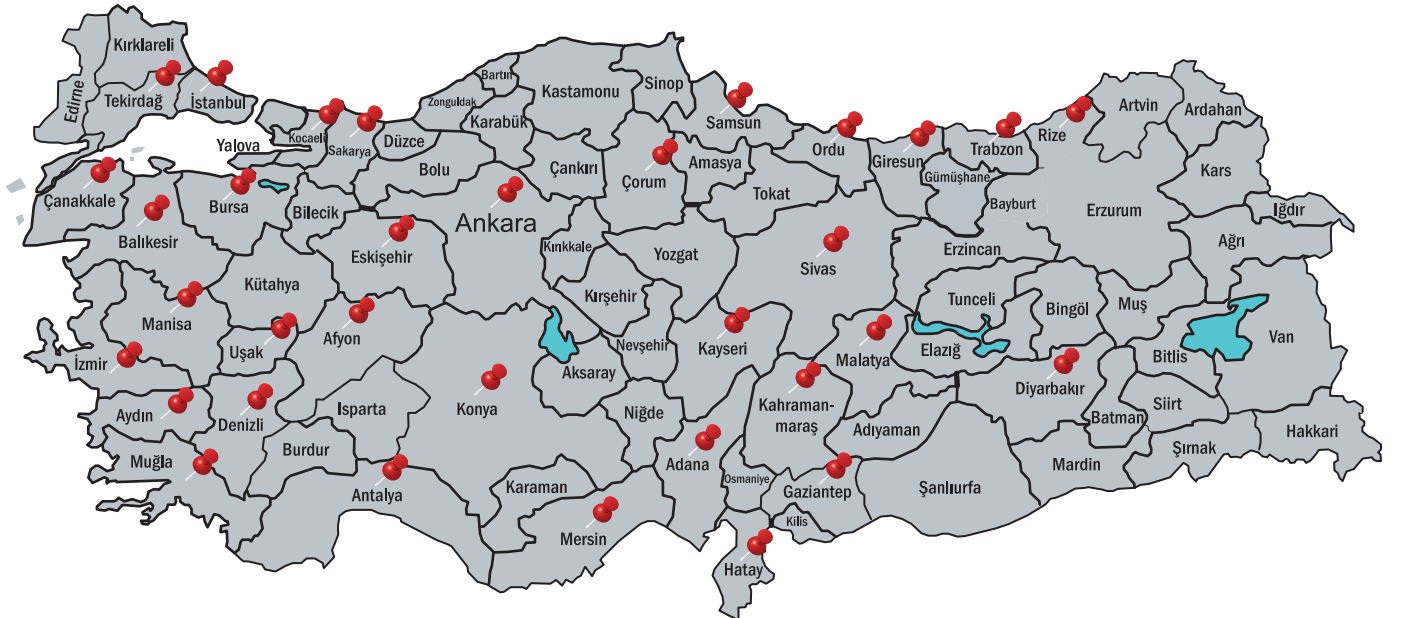 Kırklareli
Edirne
Tekirdağ
İstanbul
Kocaeli
Sakarya
Yalova
Düzce
Zonguldak
Bartın
Karabük
Kastamonu
Sinop
Samsun
Bolu
Çankırı
Çorum
Amasya
Tokat
Ordu
Giresun
Gümüşhane
Trabzon
Rize
Artvin
Ardahan
Kars
Bayburt
Erzurum
Iğdır
Ağrı
Çanakkale
Balıkesir
Bursa
Bilecik
Eskişehir
Ankara
Kırıkkale
Yozgat
Sivas
Erzincan
Kütahya
Kırşehir
Tunceli
Bingöl
Muş
Manisa
Uşak
Afyon
Nevşehir
Kayseri
Malatya
Elazığ
Bitlis
Van
İzmir
Aksaray
Konya
Isparta
Niğde
Kahraman-
maraş
Diyarbakır
Batman
Siirt
Aydın
Denizli
Adıyaman
Muğla
Burdur
Antalya
Karaman
Mersin
Adana
Osmaniye
Gaziantep
Kilis
Şanlıurfa
Mardin
Şırnak
Hakkari
Hatay